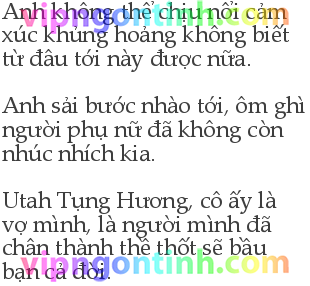 Anh không thể chịu nổi cảm
xúc khủng hoảng không biết
từ đâu tới này được nữa.
Anh sải bước nhào tới, ôm ghì
người phụ nữ đã không còn
nhúc nhích kia.
Utah Tụng Hương, cô ấy là
vợ mình, là người mình đã
chân thành thề thốt sẽ bầu
bạn cả đời.
vipngontinh.com
vipngontinh.com